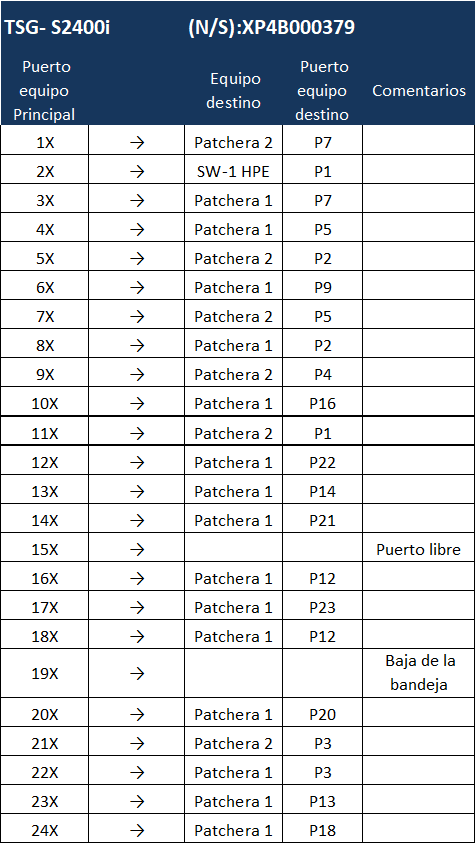 TSG- S2400i (N/S):XP4B000379
Puerto equipo Principal Equipo destino Puerto equipo destino Comentarios
1X → Patchera 2 P7
2X → SW-1 HPE P1
3X → Patchera 1 P7
4X → Patchera 1 P5
5X → Patchera 2 P2
6X → Patchera 1 P9
7X → Patchera 2 P5
8X → Patchera 1 P2
9X → Patchera 2 P4
10X → Patchera 1 P16
11X → Patchera 2 P1
12X → Patchera 1 P22
13X → Patchera 1 P14
14X → Patchera 1 P21
15X → Puerto libre
16X → Patchera 1 P12
17X → Patchera 1 P23
18X → Patchera 1 P12
19X → Baja de la bandeja
20X → Patchera 1 P20
21X → Patchera 2 P3
22X → Patchera 1 P3
23X → Patchera 1 P13
24X → Patchera 1 P18